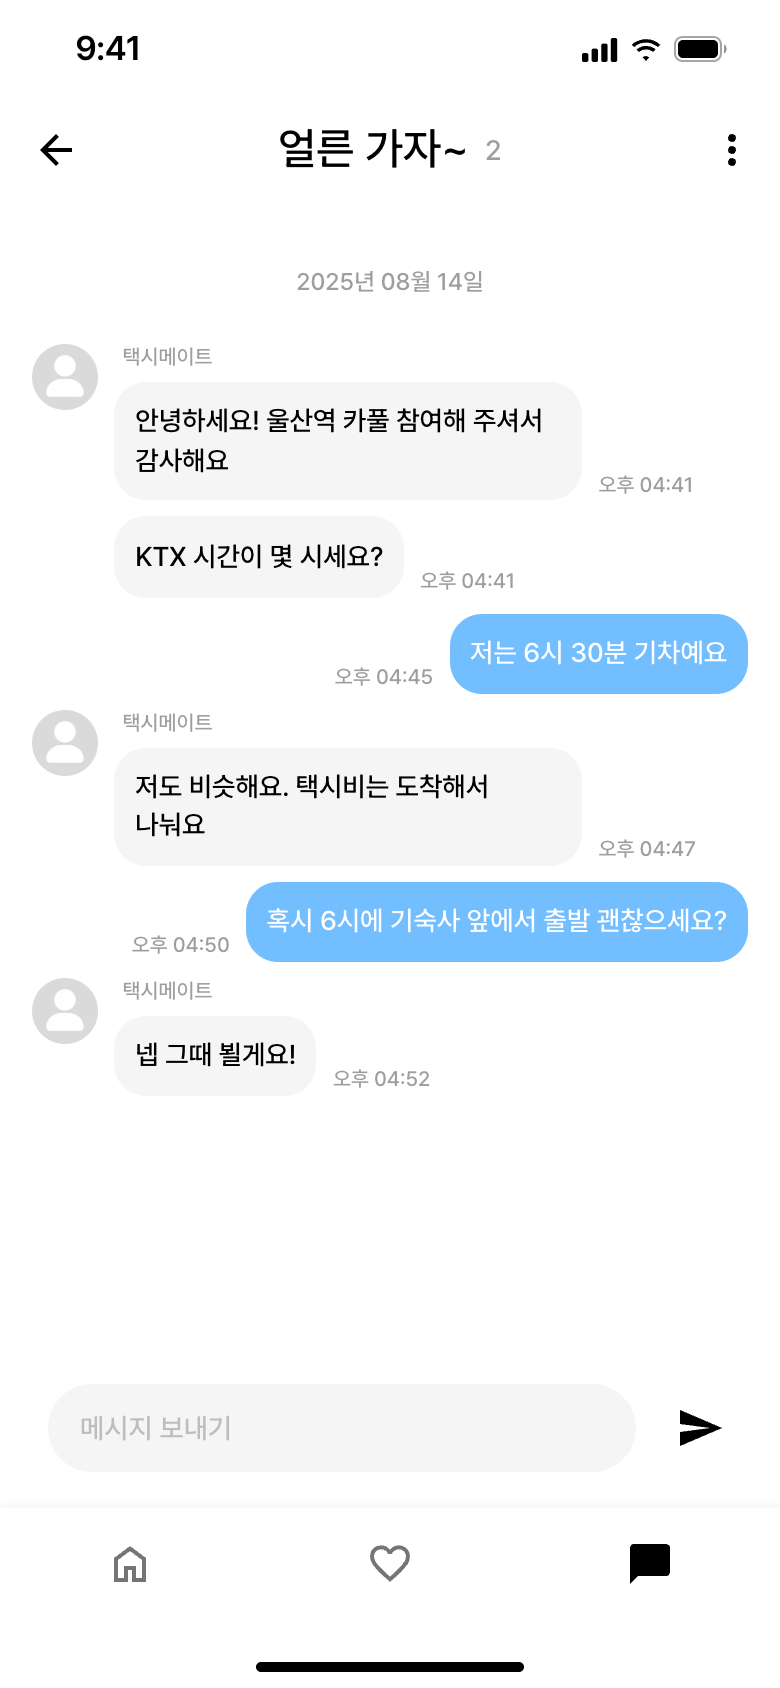 9:41
얼른 가자~ 2
2025년 08월 14일
택시메이트
안녕하세요! 울산역 카풀 참여해 주셔서
감사해요
오후 04:41
KTX 시간이 몇 시세요?
오후 04:41
저는 6시 30분 기차예요
오후 04:45
택시메이트
저도 비슷해요. 택시비는 도착해서
나눠요
오후 04:47
혹시 6시에 기숙사 앞에서 출발 괜찮으세요?
오후 04:50
택시메이트
넵 그때 뵐게요!
오후 04:52
메시지 보내기